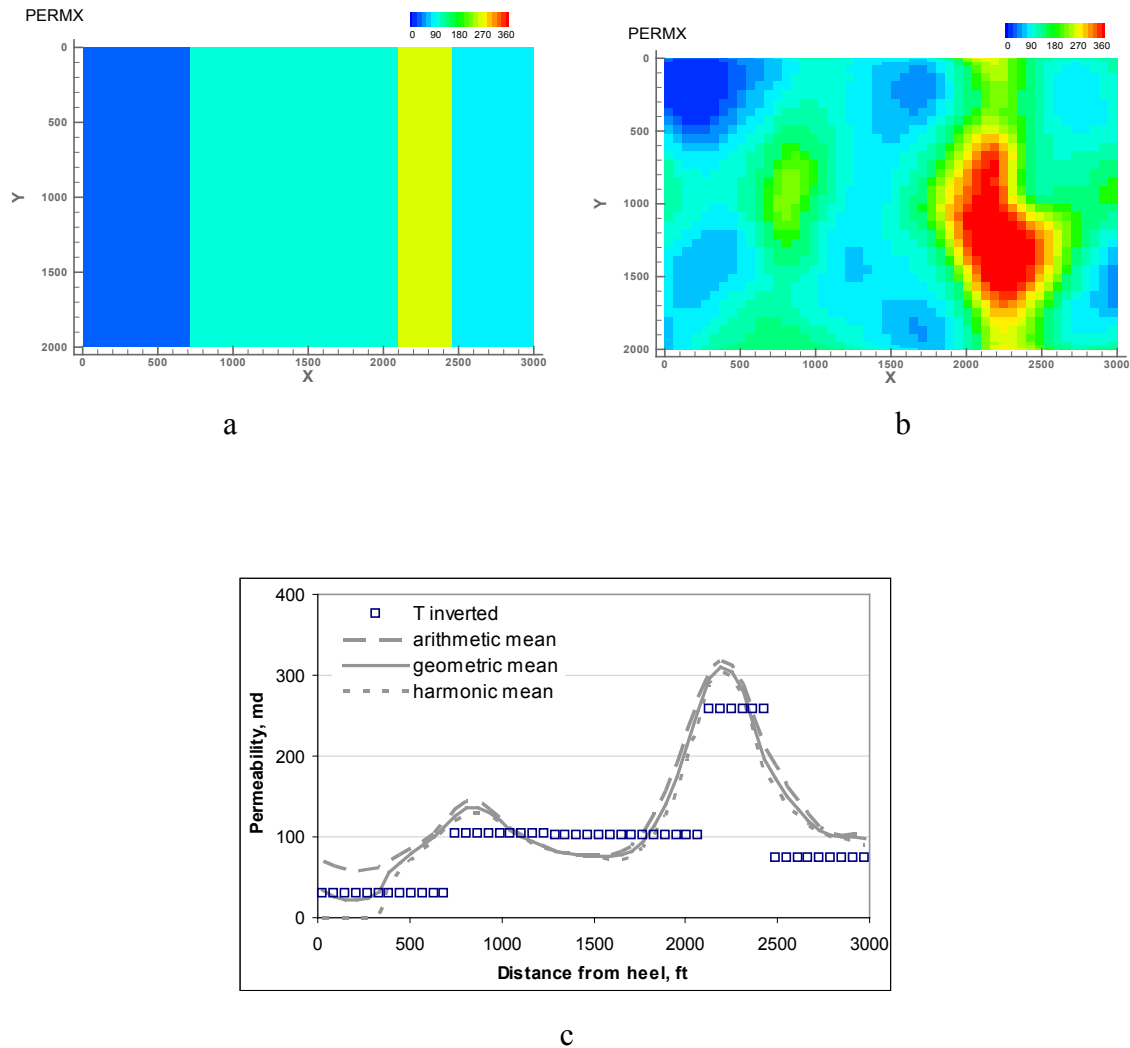 PERMX
0 90 180 270 360
0
500
1000
1500
2000
Y
0 500 1000 1500 2000 2500 3000
X
a
PERMX
0 90 180 270 360
0
500
1000
1500
2000
Y
0 500 1000 1500 2000 2500 3000
X
b
400
300
200
100
0
Permeability, md
T inverted
arithmetic mean
geometric mean
harmonic mean
0 500 1000 1500 2000 2500 3000
Distance from heel, ft
c